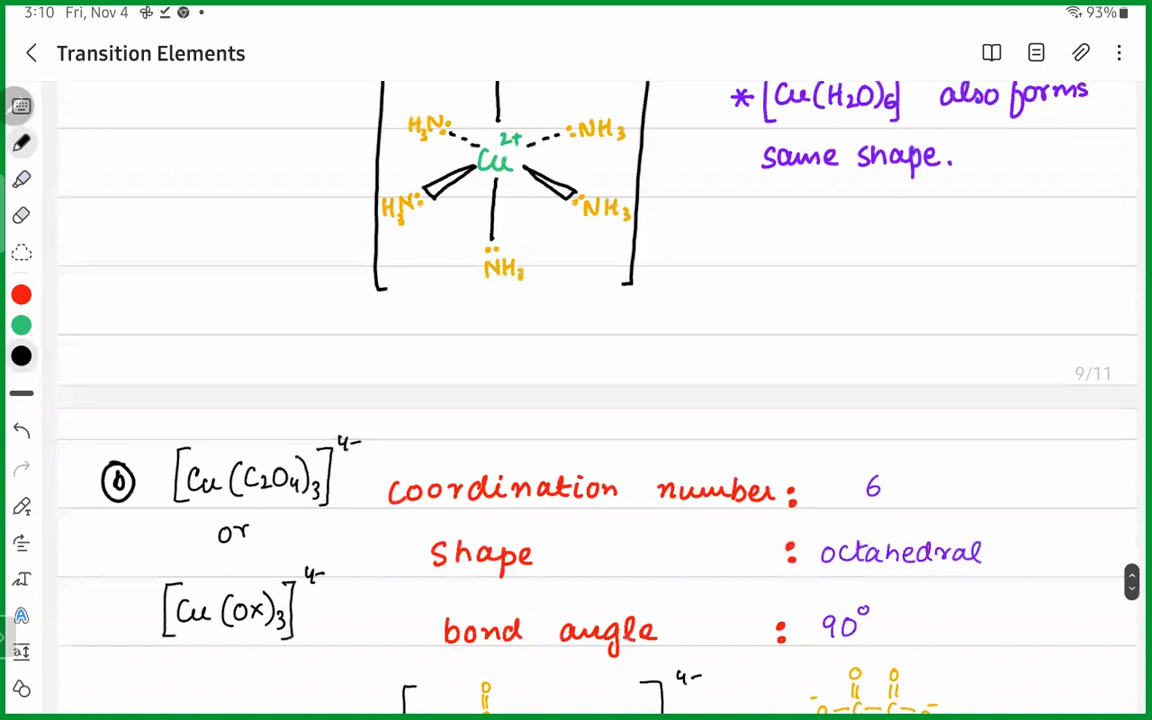 3:10 Fri, Nov 4
93%
Transition Elements
* [Cu(H2O)6] also forms
same shape.
H3N: 2+ :NH3
Cu
H3N: :NH3
NH3
9/11
[Cu(C2O4)3]4-
or
[Cu(ox)3]4-
coordination number : 6
shape : octahedral
bond angle : 90°
4-
O
O O
-O-C-C-O-